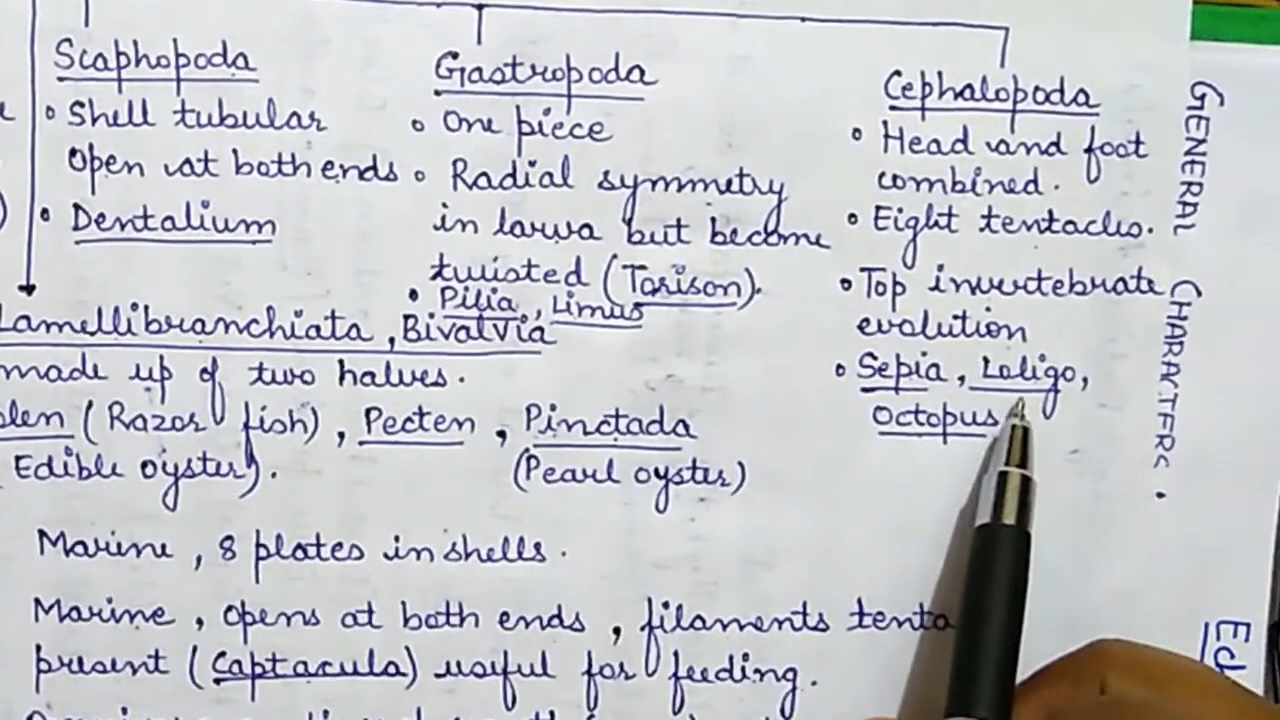 Scaphopoda
• Shell tubular
Open at both ends
• Dentalium
Gastropoda
• One piece
• Radial symmetry
in larva but become
twisted (Torison).
• Pilia, Limus
Cephalopoda
• Head and foot
combined.
• Eight tentacles.
• Top invertebrate
evolution
• Sepia, Loligo,
Octopus
Lamellibranchiata, Bivalvia
made up of two halves.
(Razor fish), Pecten, Pinctada
Edible oyster). (Pearl oyster)
Marine, 8 plates in shells.
Marine, opens at both ends, filaments tenta
present (Captacula) useful for feeding.
GENERAL CHARACTERS.
Ed